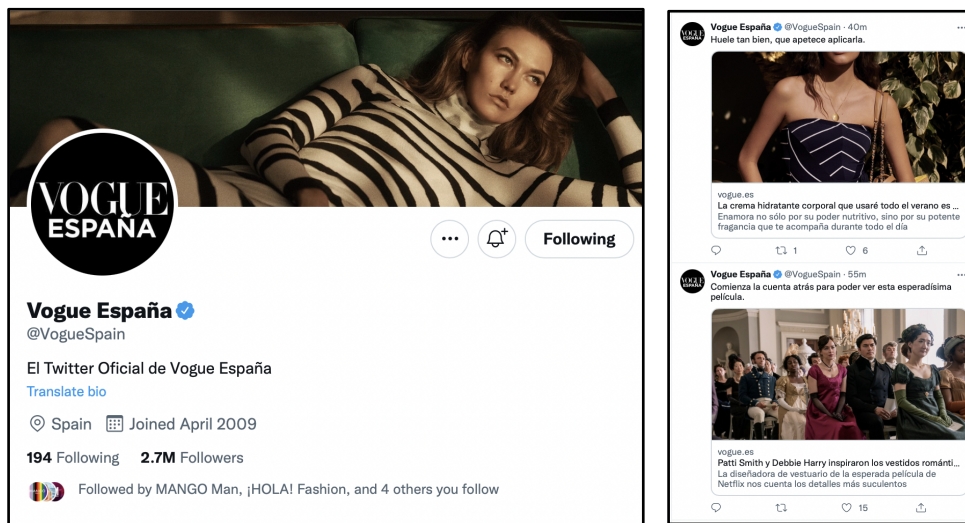 VOGUE
ESPAÑA
Following
Vogue España
@VogueSpain
El Twitter Oficial de Vogue España
Translate bio
Spain Joined April 2009
194 Following 2.7M Followers
Followed by MANGO Man, ¡HOLA! Fashion, and 4 others you follow
VOGUE
ESPAÑA
Vogue España @VogueSpain · 40m
Huele tan bien, que apetece aplicarla.
vogue.es
La crema hidratante corporal que usaré todo el verano es ...
Enamora no sólo por su poder nutritivo, sino por su potente
fragancia que te acompaña durante todo el día
1 6
VOGUE
ESPAÑA
Vogue España @VogueSpain · 55m
Comienza la cuenta atrás para poder ver esta esperadísima
película.
vogue.es
Patti Smith y Debbie Harry inspiraron los vestidos románti...
La diseñadora de vestuario de la esperada película de
Netflix nos cuenta los detalles más suculentos
15